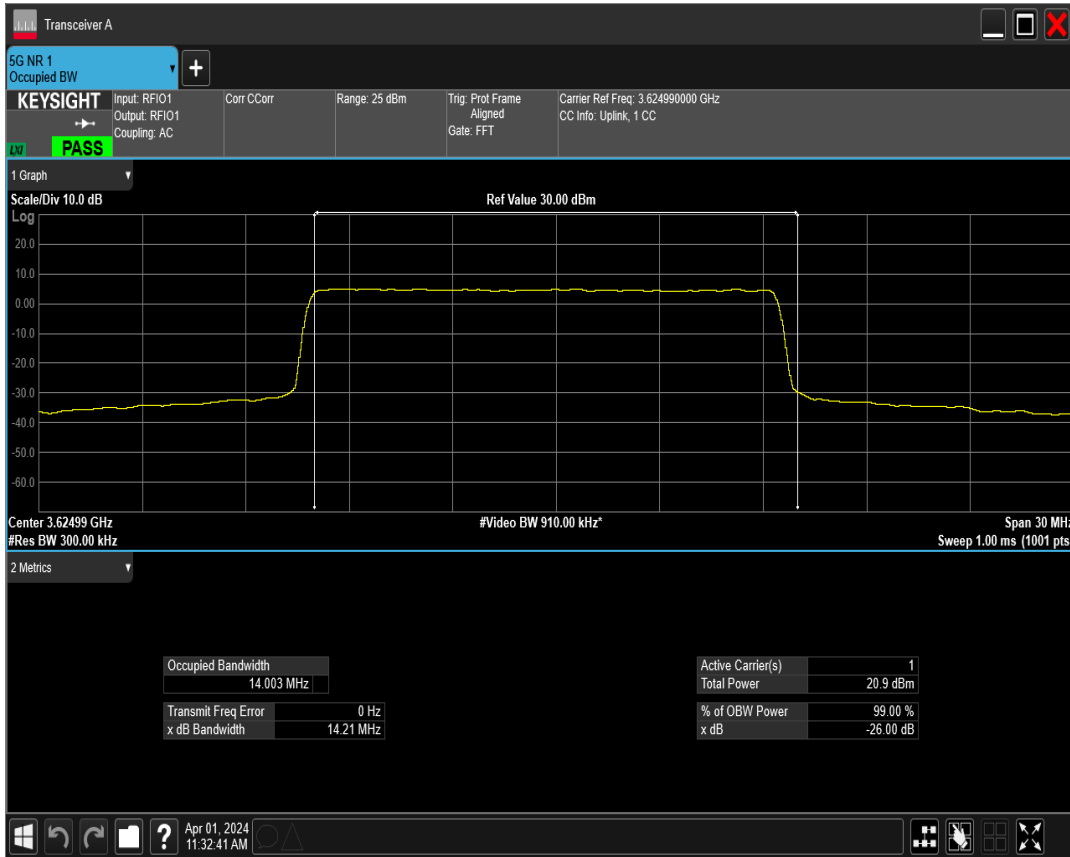 Transceiver A
5G NR 1
Occupied BW
KEYSIGHT
LXI
PASS
Input: RFIO1
Output: RFIO1
Coupling: AC
Corr CCorr
Range: 25 dBm
Trig: Prot Frame
Aligned
Gate: FFT
Carrier Ref Freq: 3.624990000 GHz
CC Info: Uplink, 1 CC
1 Graph
Scale/Div 10.0 dB
Ref Value 30.00 dBm
Log
20.0
10.0
0.00
-10.0
-20.0
-30.0
-40.0
-50.0
-60.0
Center 3.62499 GHz
#Video BW 910.00 kHz*
Span 30 MHz
#Res BW 300.00 kHz
Sweep 1.00 ms (1001 pts
2 Metrics
Occupied Bandwidth
14.003 MHz
Transmit Freq Error 0 Hz
x dB Bandwidth 14.21 MHz
Active Carrier(s) 1
Total Power 20.9 dBm
% of OBW Power 99.00 %
x dB -26.00 dB
?
Apr 01, 2024
11:32:41 AM